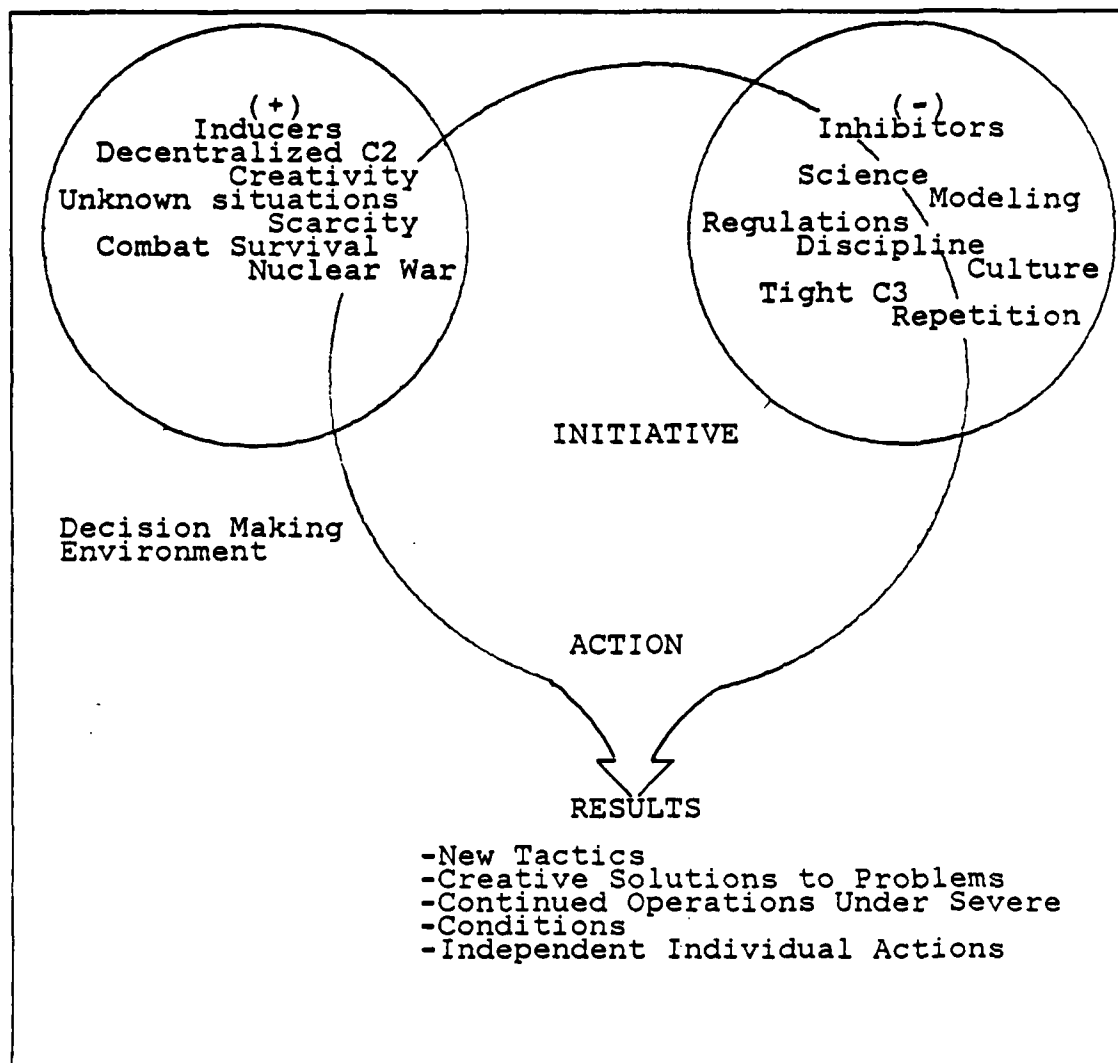 (+)
Inducers
Decentralized C2
Creativity
Unknown situations
Scarcity
Combat Survival
Nuclear War
(-)
Inhibitors
Science
Modeling
Regulations
Discipline
Culture
Tight C3
Repetition
INITIATIVE
Decision Making
Environment
ACTION
RESULTS
-New Tactics
-Creative Solutions to Problems
-Continued Operations Under Severe
-Conditions
-Independent Individual Actions